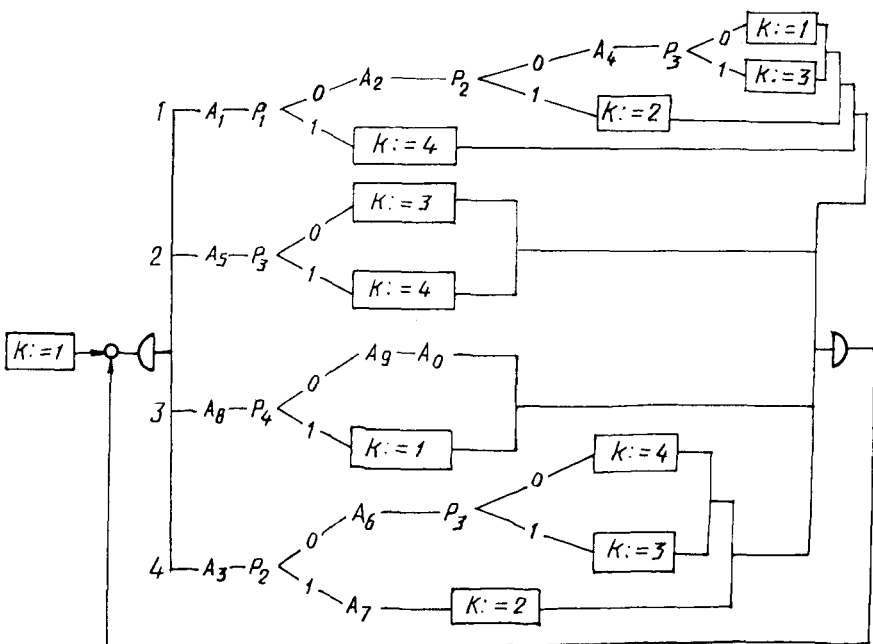 0 K:=1
A₁ P₁ 0 A₂ P₂ 0 A₄ P₃ 1 K:=3
1 K:=2
1 K:=4
K:=3
0
2 A₅ P₃
1 K:=4
K:=1
A₉ A₀
0
3 A₈ P₄
1 K:=1
K:=4
0
A₆ P₃
1 K:=3
0
4 A₃ P₂
1
A₇ K:=2